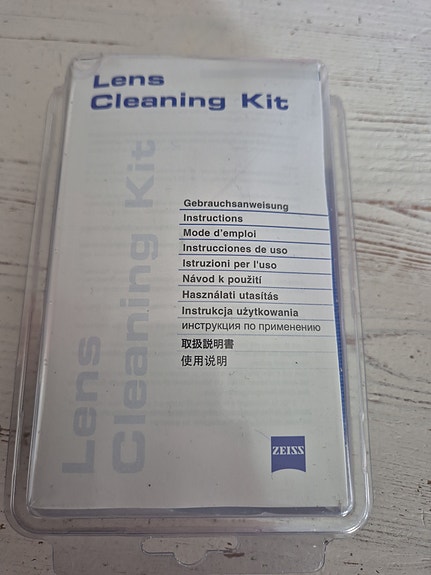 Lens
Cleaning Kit
Lens
Cleaning Kit
Gebrauchsanweisung
Instructions
Mode d'emploi
Instrucciones de uso
Istruzioni per l'uso
Návod k použití
Használati utasítás
Instrukcja użytkowania
инструкция по применению
取扱説明書
使用说明
ZEISS